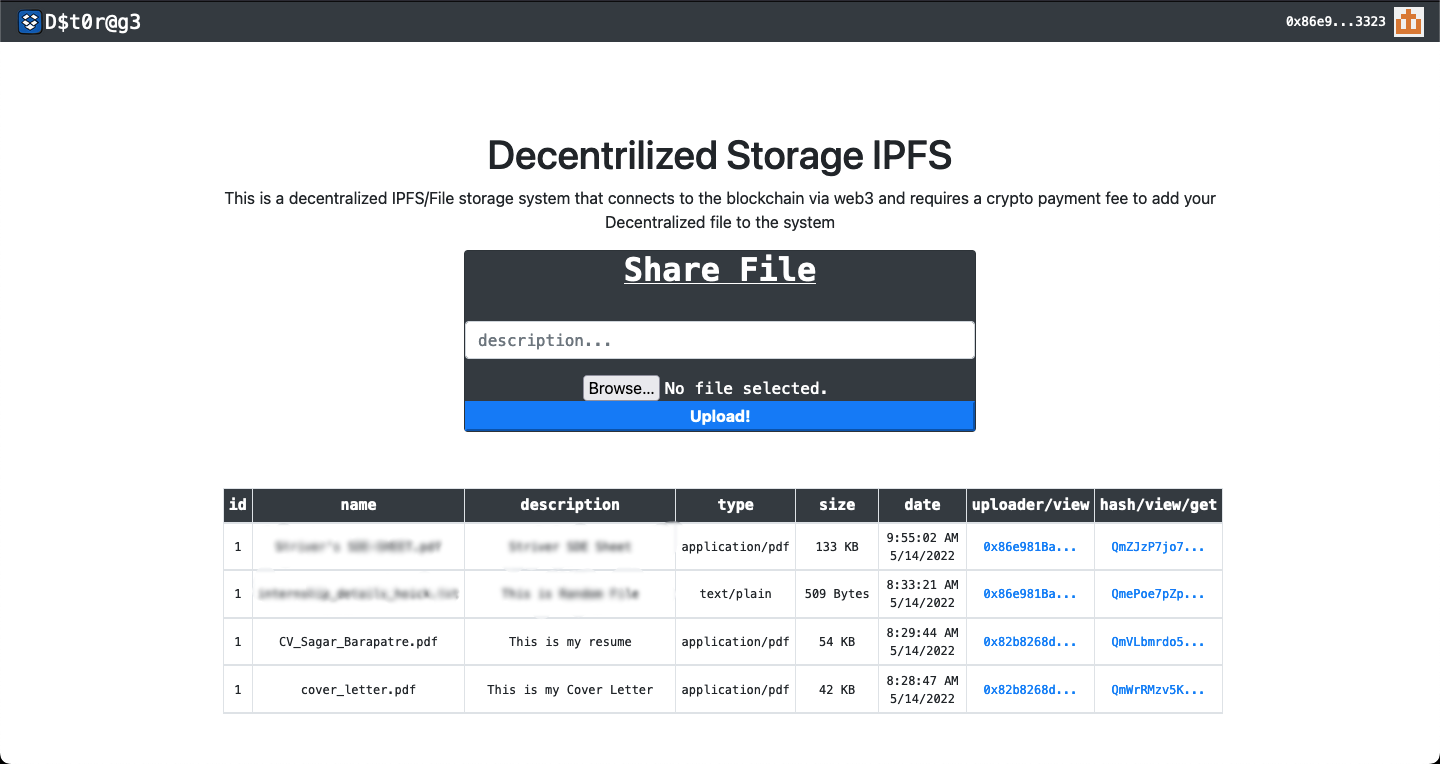 D$t0r@g3
0x86e9...3323
Decentrilized Storage IPFS
This is a decentralized IPFS/File storage system that connects to the blockchain via web3 and requires a crypto payment fee to add your
Decentralized file to the system
Share File
description...
Browse... No file selected.
Upload!
id name description type size date uploader/view hash/view/get
1 application/pdf 133 KB 9:55:02 AM 0x86e981Ba... QmZJzP7jo7...
5/14/2022
1 text/plain 509 Bytes 8:33:21 AM 0x86e981Ba... QmePoe7pZp...
5/14/2022
1 CV_Sagar_Barapatre.pdf This is my resume application/pdf 54 KB 8:29:44 AM 0x82b8268d... QmVLbmrdo5...
5/14/2022
1 cover_letter.pdf This is my Cover Letter application/pdf 42 KB 8:28:47 AM 0x82b8268d... QmWrRMzv5K...
5/14/2022